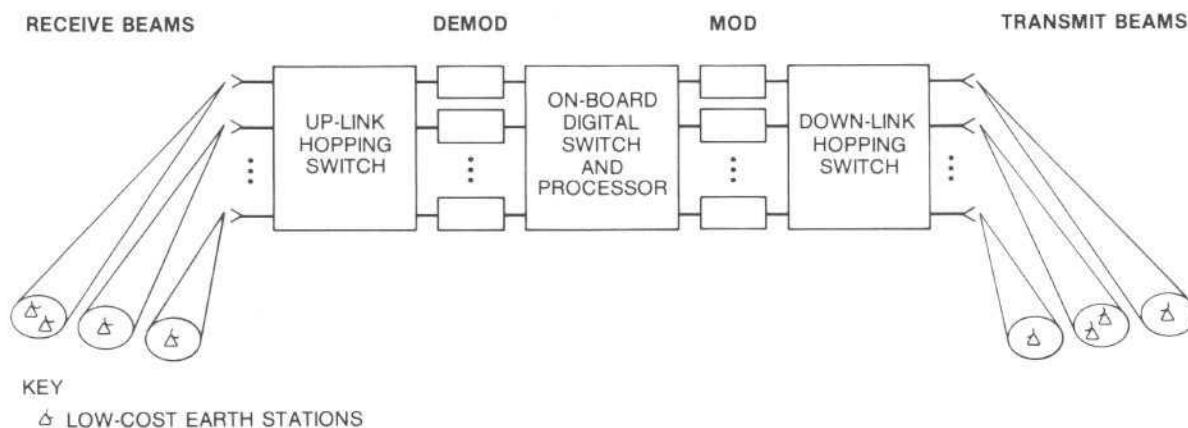 RECEIVE BEAMS
DEMOD
MOD
TRANSMIT BEAMS
UP-LINK
HOPPING
SWITCH
ON-BOARD
DIGITAL
SWITCH
AND
PROCESSOR
DOWN-LINK
HOPPING
SWITCH
KEY
LOW-COST EARTH STATIONS